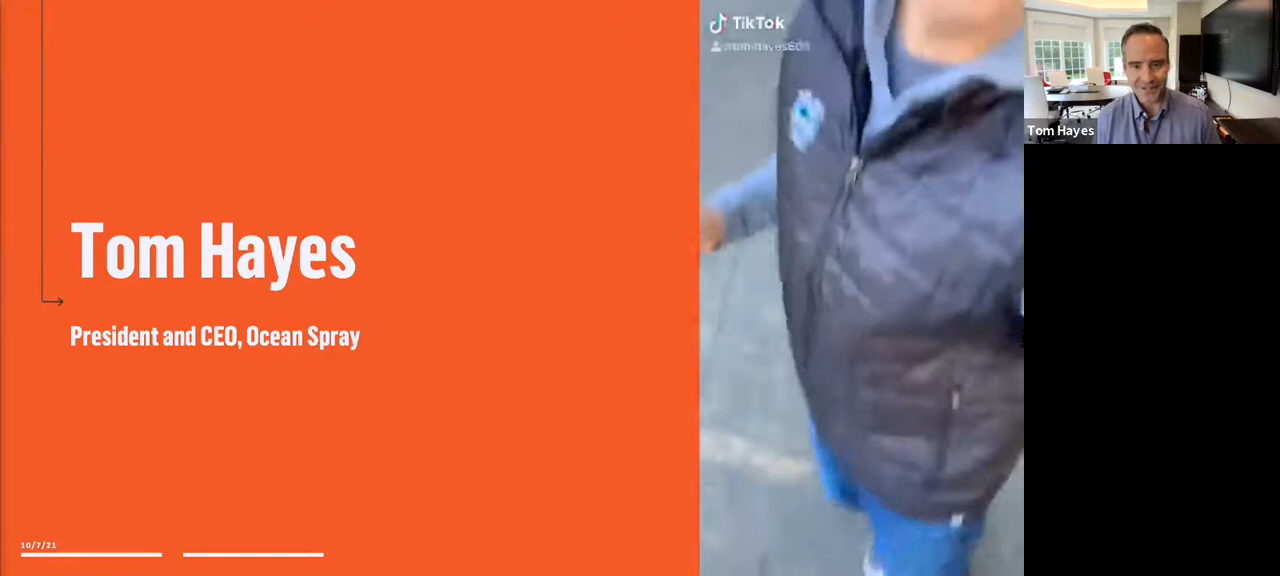 Tom Hayes
President and CEO, Ocean Spray
10/7/21
TikTok
Tom Hayes